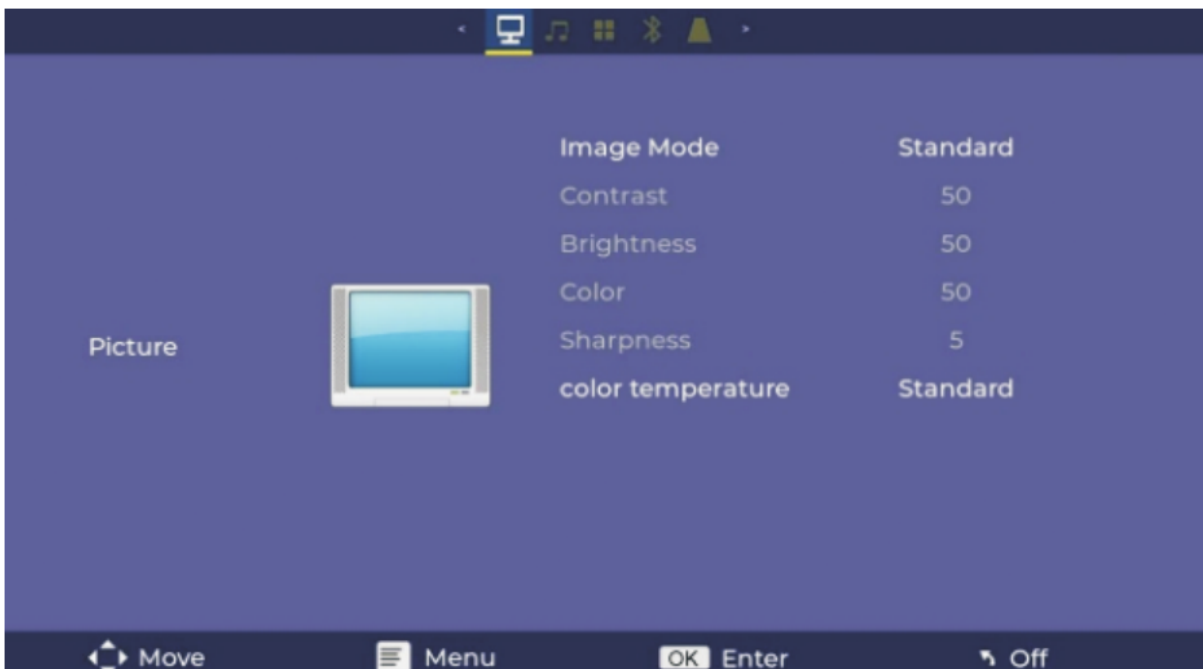 Image Mode Standard
Contrast 50
Brightness 50
Color 50
Sharpness 5
Picture
color temperature Standard
Move Menu OK Enter Off